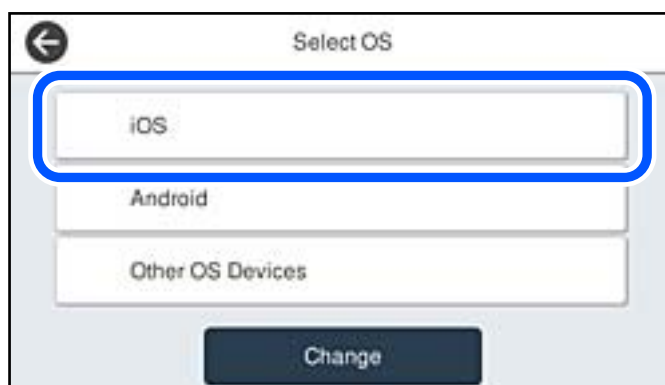 Select OS
iOS
Android
Other OS Devices
Change